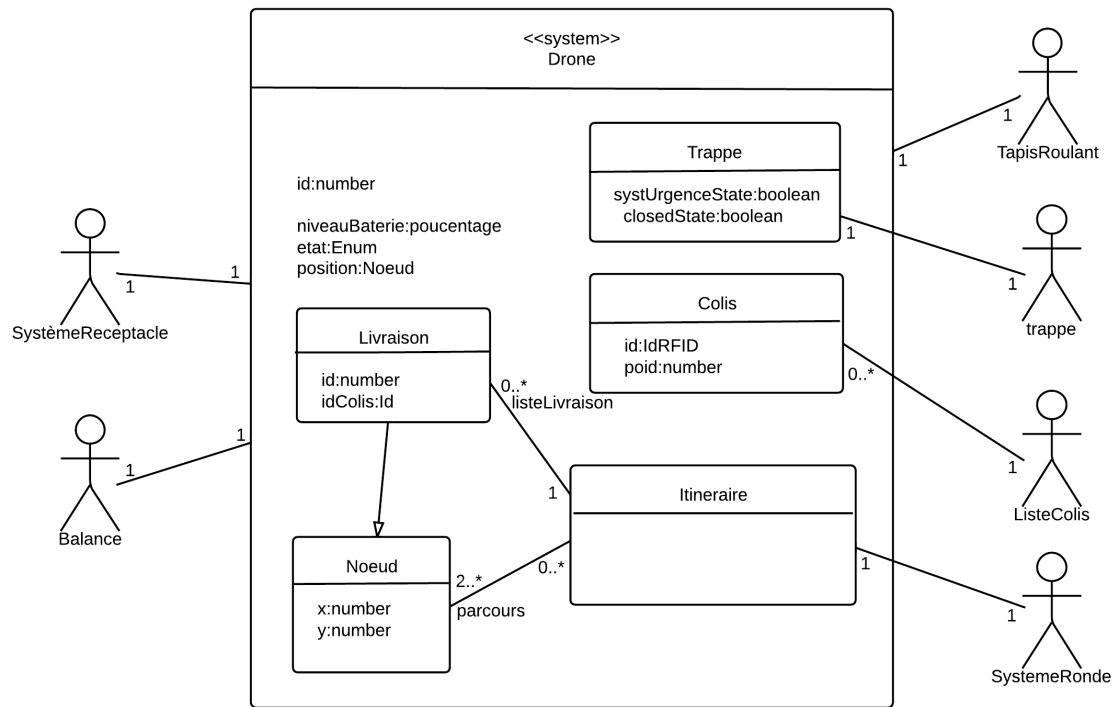 <<system>>
Drone
id:number
niveauBaterie:poucentage
etat:Enum
position:Noeud
Trappe
systUrgenceState:boolean
closedState:boolean
Colis
id:IdRFID
poid:number
Livraison
id:number
idColis:Id
Noeud
x:number
y:number
Itineraire
0..*
listeLivraison
1
2..*
parcours
0..*
1
1
SystèmeReceptacle
1
1
Balance
1
1
TapisRoulant
1
1
trappe
0..*
1
ListeColis
1
1
SystemeRonde